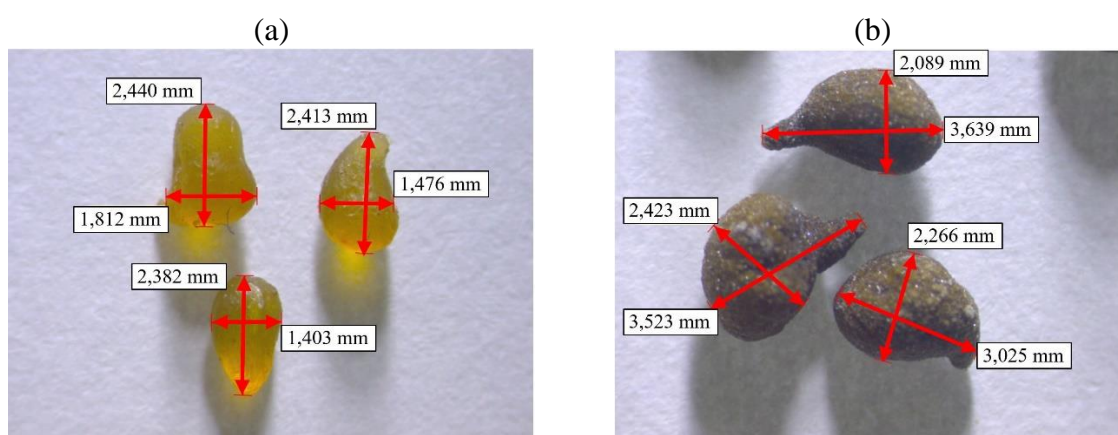 (a)
2,440 mm
2,413 mm
1,476 mm
1,812 mm
2,382 mm
1,403 mm
(b)
2,089 mm
3,639 mm
2,423 mm
2,266 mm
3,523 mm
3,025 mm